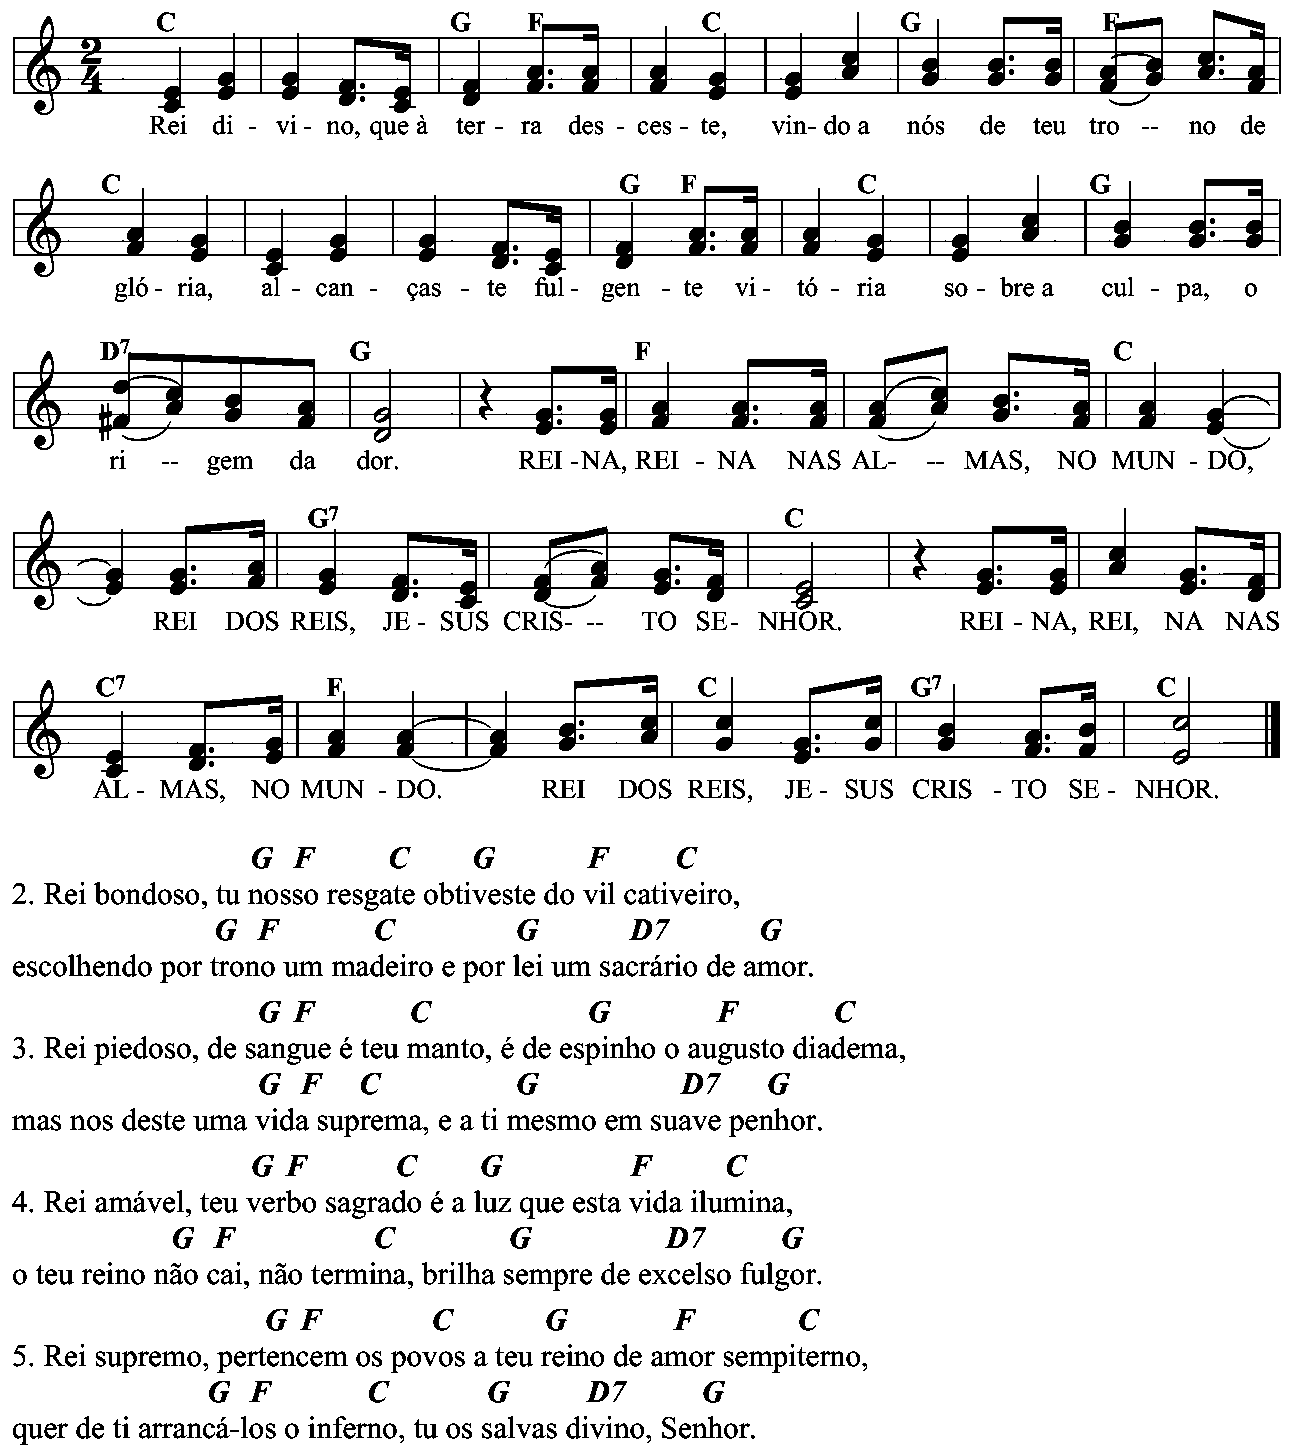 C G F C G F
2 4
Rei di - vi - no, que à ter - ra des - ces - te, vin- do a nós de teu tro -- no de
C G F C G
gló - ria, al - can - ças - te ful - gen - te vi - tó - ria so - bre a cul - pa, o
D7 G F C
ri -- gem da dor. REI - NA, REI - NA NAS AL- -- MAS, NO MUN - DO,
G7 C
REI DOS REIS, JE - SUS CRIS- -- TO SE- NHOR. REI - NA, REI, NA NAS
C7 F C G7 C
AL - MAS, NO MUN - DO. REI DOS REIS, JE - SUS CRIS - TO SE - NHOR.
G F C G F C
2. Rei bondoso, tu nosso resgate obtiveste do vil cativeiro,
G F C G D7 G
escolhendo por trono um madeiro e por lei um sacrário de amor.
G F C G F C
3. Rei piedoso, de sangue é teu manto, é de espinho o augusto diadema,
G F C G D7 G
mas nos deste uma vida suprema, e a ti mesmo em suave penhor.
G F C G F C
4. Rei amável, teu verbo sagrado é a luz que esta vida ilumina,
G F C G D7 G
o teu reino não cai, não termina, brilha sempre de excelso fulgor.
G F C G F C
5. Rei supremo, pertencem os povos a teu reino de amor sempiterno,
G F C G D7 G
quer de ti arrancá-los o inferno, tu os salvas divino, Senhor.